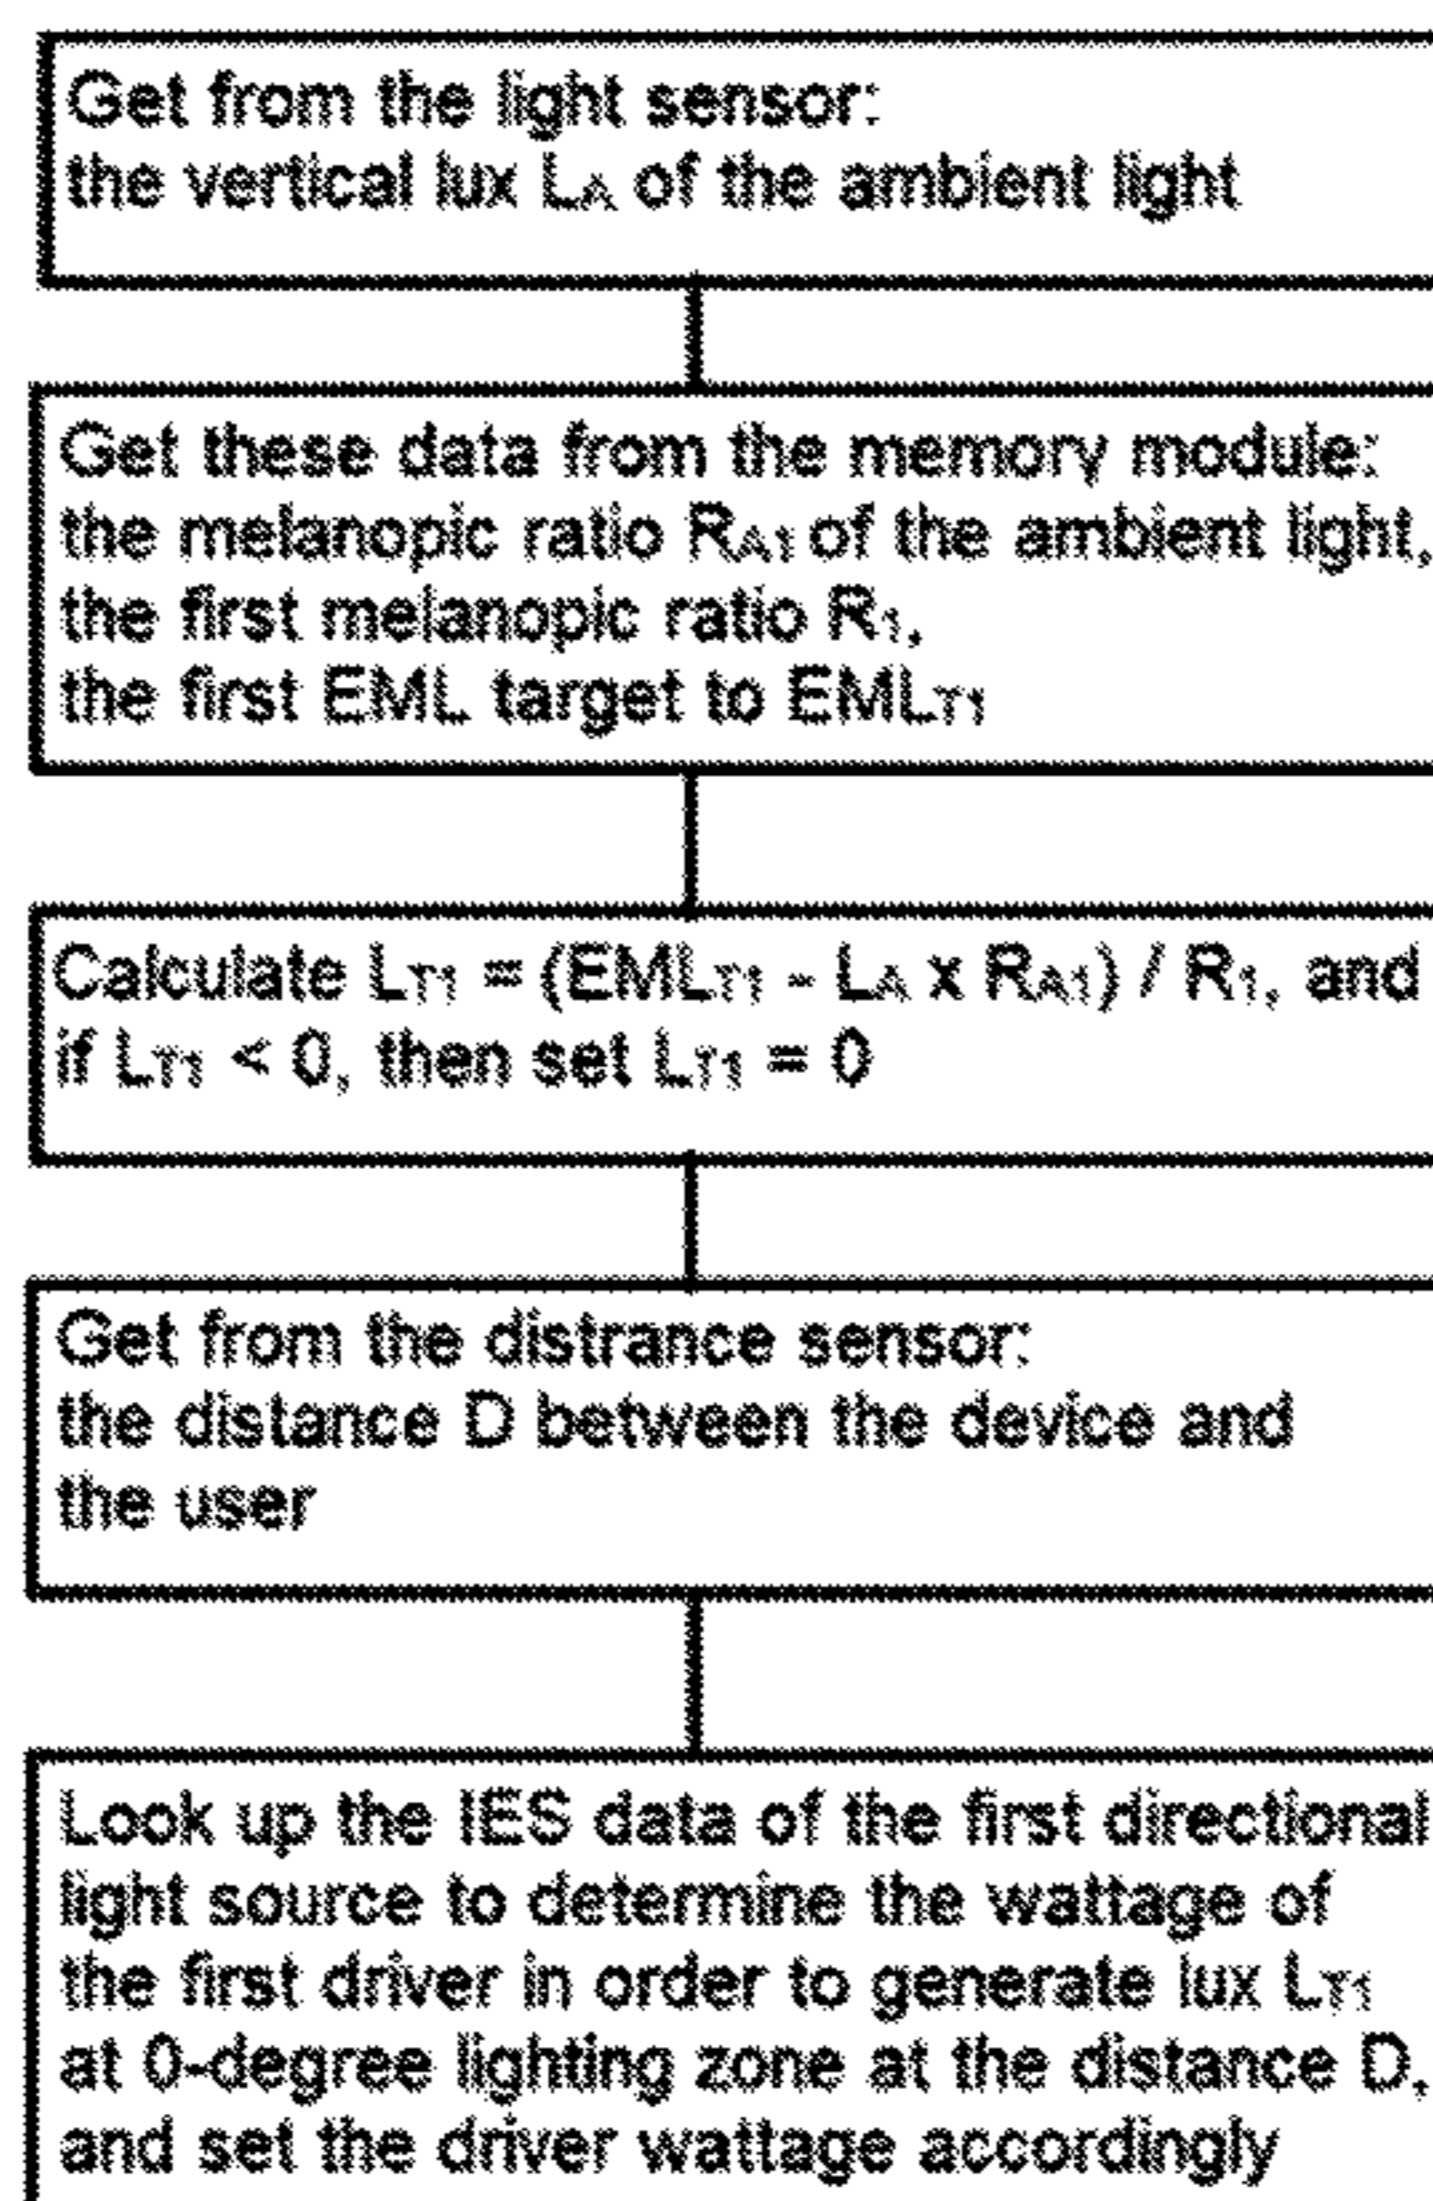 Get from the light sensor:
the vertical lux LA of the ambient light
Get these data from the memory module:
the melanopic ratio RA1 of the ambient light,
the first melanopic ratio R1,
the first EML target to EMLT1
Calculate LT1 = (EMLT1 - LA x RA1) / R1, and
if LT1 < 0, then set LT1 = 0
Get from the distrance sensor:
the distance D between the device and
the user
Look up the IES data of the first directional
light source to determine the wattage of
the first driver in order to generate lux LT1
at 0-degree lighting zone at the distance D,
and set the driver wattage accordingly